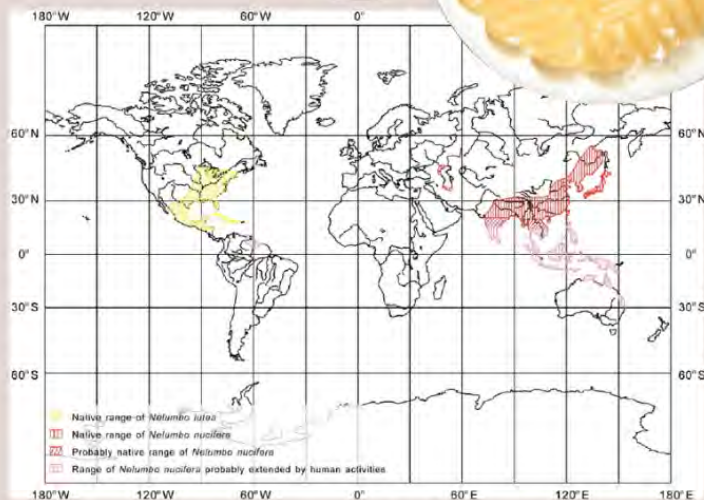 180°W 120°W 60°W 0° 60°E 120°E 180°E
60°N 60°N
30°N 30°N
0° 0°
30°S 30°S
60°S 60°S
Native range of Nelumbo lutea
Native range of Nelumbo nucifera
Probably native range of Nelumbo nucifera
Range of Nelumbo nucifera probably extended by human activities
180°W 120°W 60°W 0° 60°E 120°E 180°E